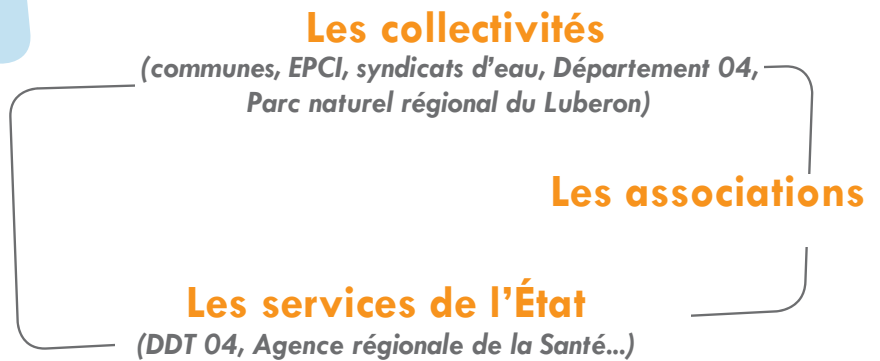 Les collectivités
(communes, EPCI, syndicats d’eau, Département 04,
Parc naturel régional du Luberon)
Les associations
Les services de l’État
(DDT 04, Agence régionale de la Santé...)